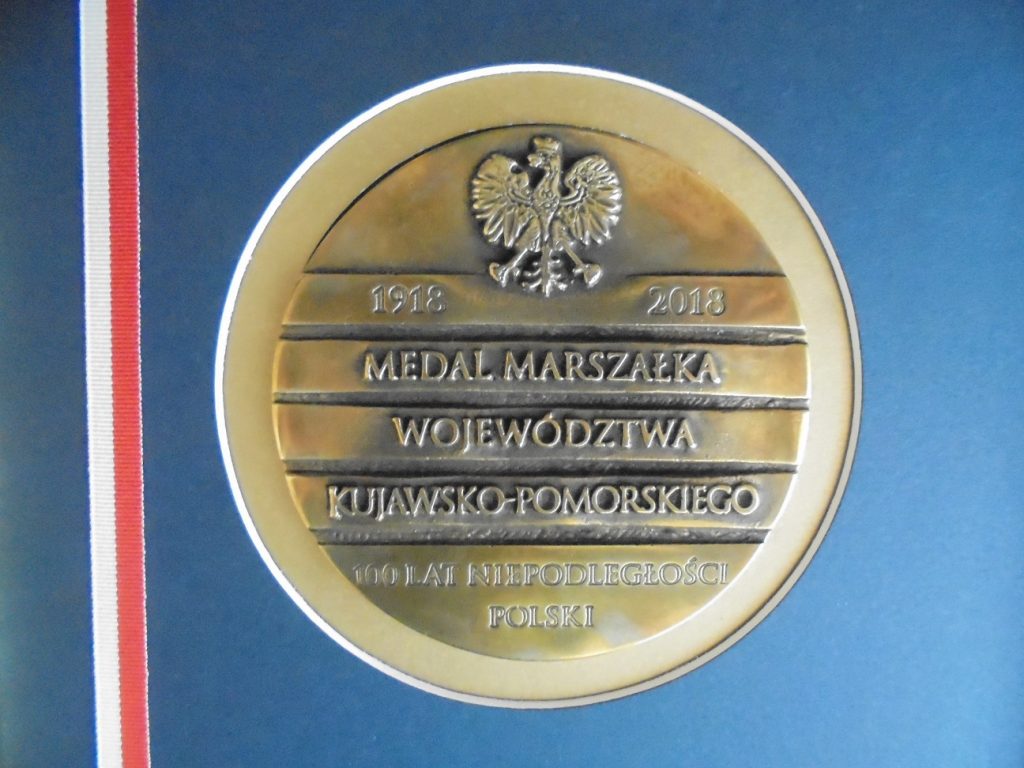 1918 2018
MEDAL MARSZAŁKA
WOJEWÓDZTWA
KUJAWSKO-POMORSKIEGO
100 LAT NIEPODLEGŁOŚCI
POLSKI